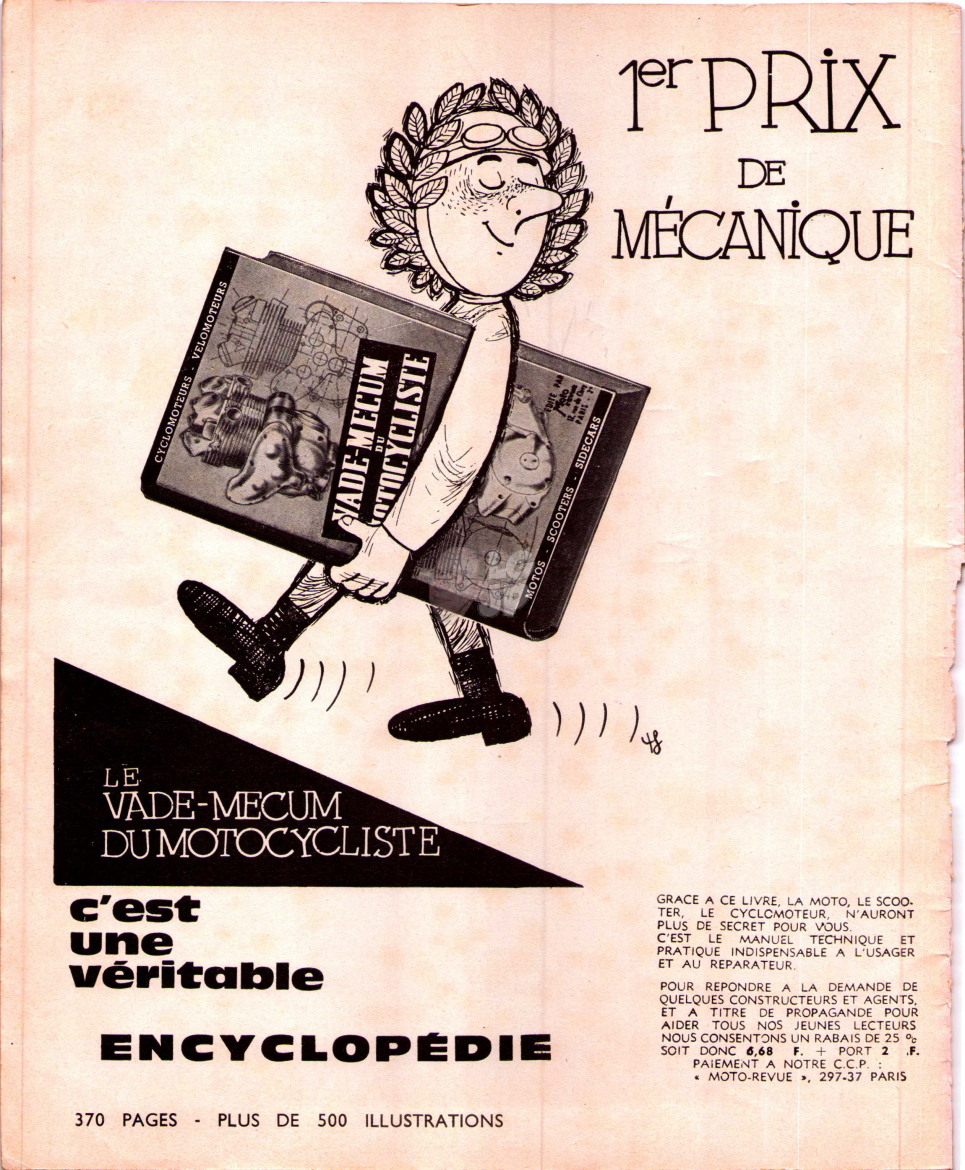 1er PRIX
DE
MÉCANIQUE
CYCLOMOTEURS - VELOMOTEURS
VADE-MECUM
DU
MOTOCYCLISTE
PARIS
MOTOS - SCOOTERS - SIDECARS
LE
VADE-MECUM
DU MOTOCYCLISTE
c'est
une
véritable
ENCYCLOPÉDIE
370 PAGES - PLUS DE 500 ILLUSTRATIONS
GRACE A CE LIVRE, LA MOTO, LE SCOO-
TER, LE CYCLOMOTEUR, N'AURONT
PLUS DE SECRET POUR VOUS.
C'EST LE MANUEL TECHNIQUE ET
PRATIQUE INDISPENSABLE A L'USAGER
ET AU REPARATEUR.
POUR REPONDRE A LA DEMANDE DE
QUELQUES CONSTRUCTEURS ET AGENTS,
ET A TITRE DE PROPAGANDE POUR
AIDER TOUS NOS JEUNES LECTEURS
NOUS CONSENTONS UN RABAIS DE 25 %
SOIT DONC 6,68 F. + PORT 2 .F.
PAIEMENT A NOTRE C.C.P. :
« MOTO-REVUE », 297-37 PARIS